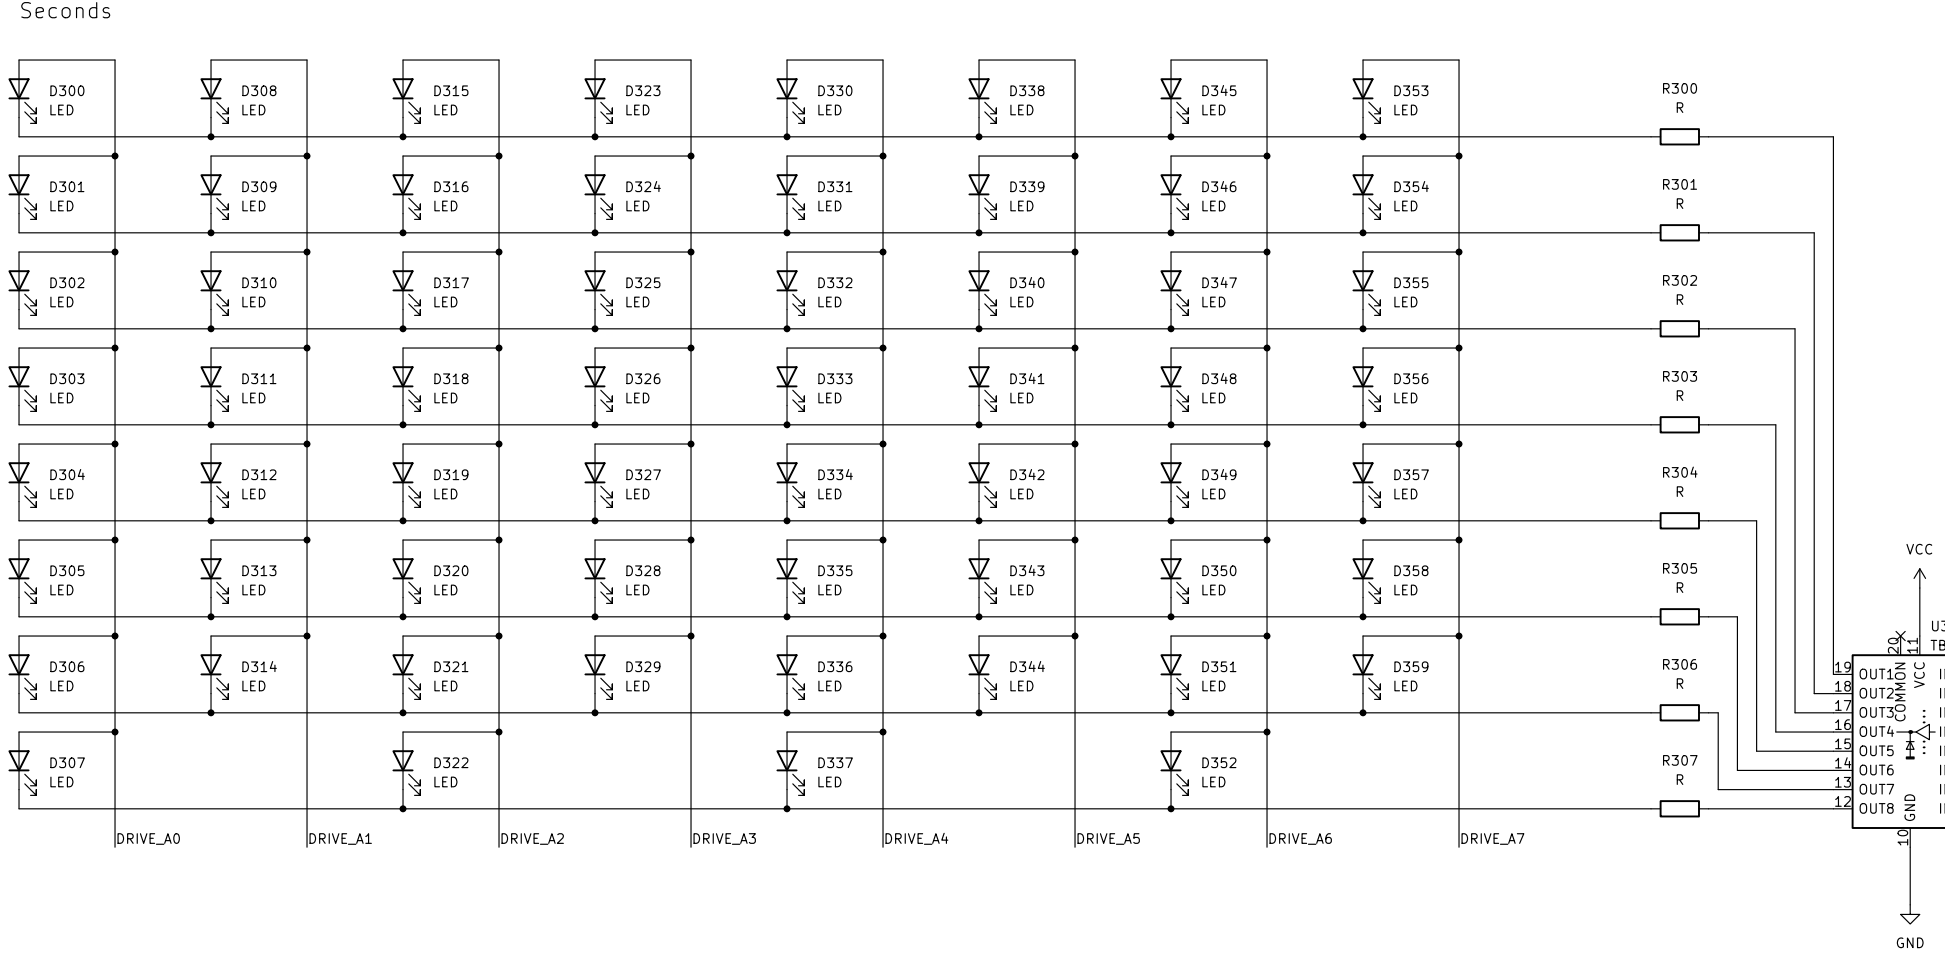 Seconds
D300 D308 D315 D323 D330 D338 D345 D353 R300
LED LED LED LED LED LED LED LED R
D301 D309 D316 D324 D331 D339 D346 D354 R301
LED LED LED LED LED LED LED LED R
D302 D310 D317 D325 D332 D340 D347 D355 R302
LED LED LED LED LED LED LED LED R
D303 D311 D318 D326 D333 D341 D348 D356 R303
LED LED LED LED LED LED LED LED R
D304 D312 D319 D327 D334 D342 D349 D357 R304
LED LED LED LED LED LED LED LED R
VCC
D305 D313 D320 D328 D335 D343 D350 D358 R305
LED LED LED LED LED LED LED LED R
U3
20 11 TB
D306 D314 D321 D329 D336 D344 D351 D359 R306
LED LED LED LED LED LED LED LED R
COMMON VCC
19 OUT1 I
18 OUT2 I
17 OUT3 I
16 OUT4 I
15 OUT5 I
14 OUT6 I
13 OUT7 I
12 OUT8 I
GND
10
D307 D322 D337 D352 R307
LED LED LED LED R
DRIVE_A0 DRIVE_A1 DRIVE_A2 DRIVE_A3 DRIVE_A4 DRIVE_A5 DRIVE_A6 DRIVE_A7
GND